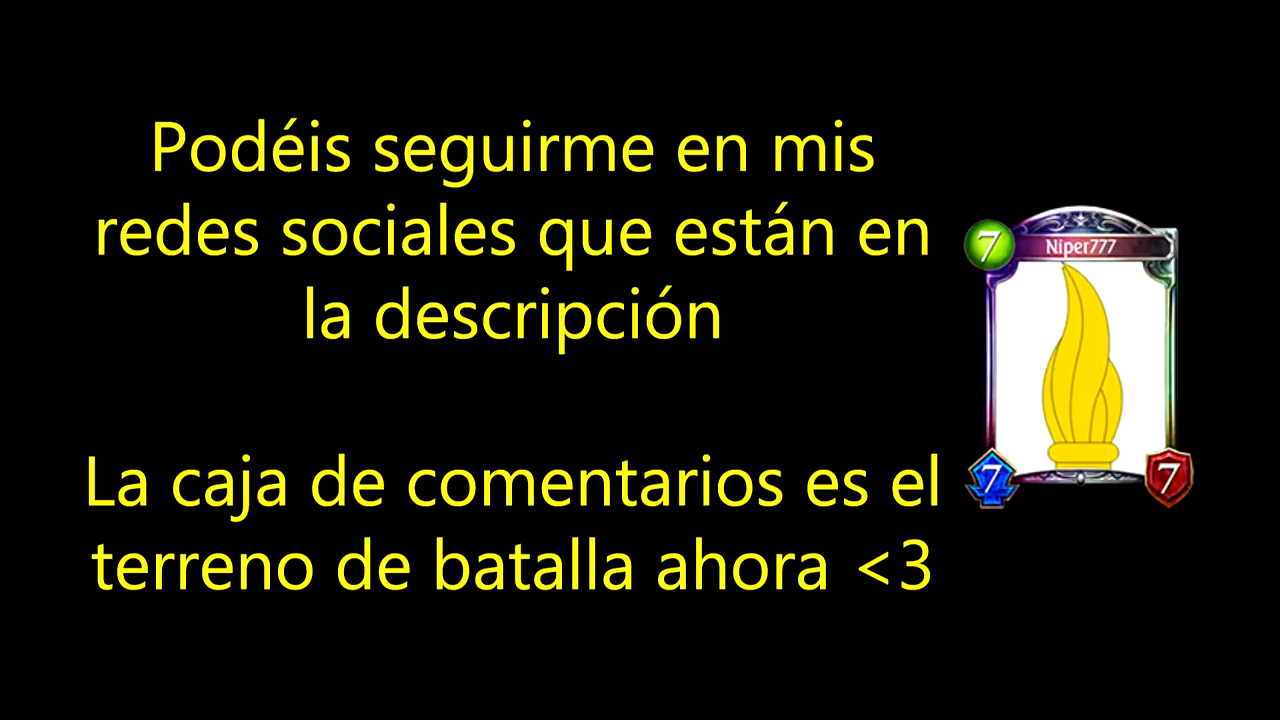 Podéis seguirme en mis
redes sociales que están en
la descripción
La caja de comentarios es el
terreno de batalla ahora <3
7
Niper777
7
7